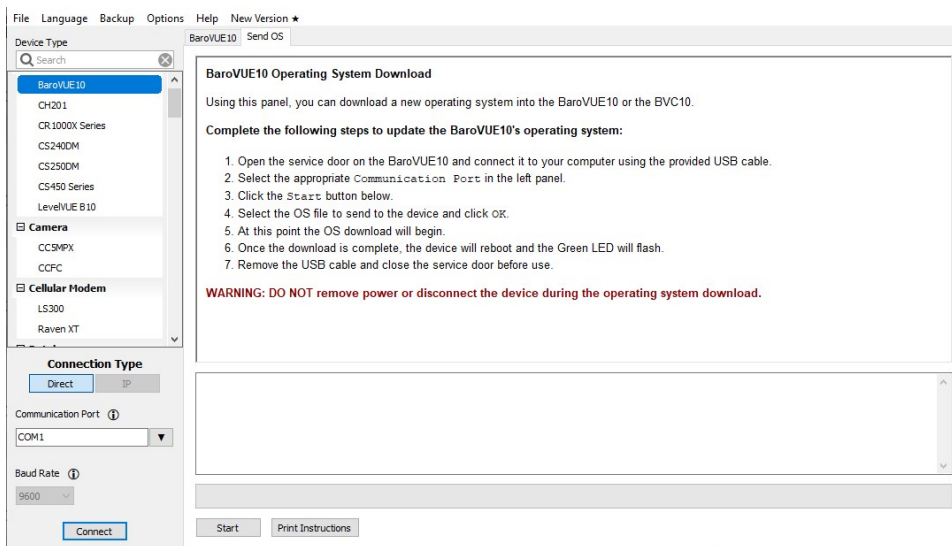 File Language Backup Options Help New Version ★
Device Type
Search
BaroVUE10
CH201
CR1000X Series
CS240DM
CS250DM
CS450 Series
LevelVUE B10
Camera
CC5MPX
CCFC
Cellular Modem
LS300
Raven XT
Connection Type
Direct IP
Communication Port
COM1
Baud Rate
9600
Connect
BaroVUE10 Send OS
BaroVUE10 Operating System Download
Using this panel, you can download a new operating system into the BaroVUE10 or the BVC10.
Complete the following steps to update the BaroVUE10's operating system:
1. Open the service door on the BaroVUE10 and connect it to your computer using the provided USB cable.
2. Select the appropriate Communication Port in the left panel.
3. Click the Start button below.
4. Select the OS file to send to the device and click OK.
5. At this point the OS download will begin.
6. Once the download is complete, the device will reboot and the Green LED will flash.
7. Remove the USB cable and close the service door before use.
WARNING: DO NOT remove power or disconnect the device during the operating system download.
Start Print Instructions